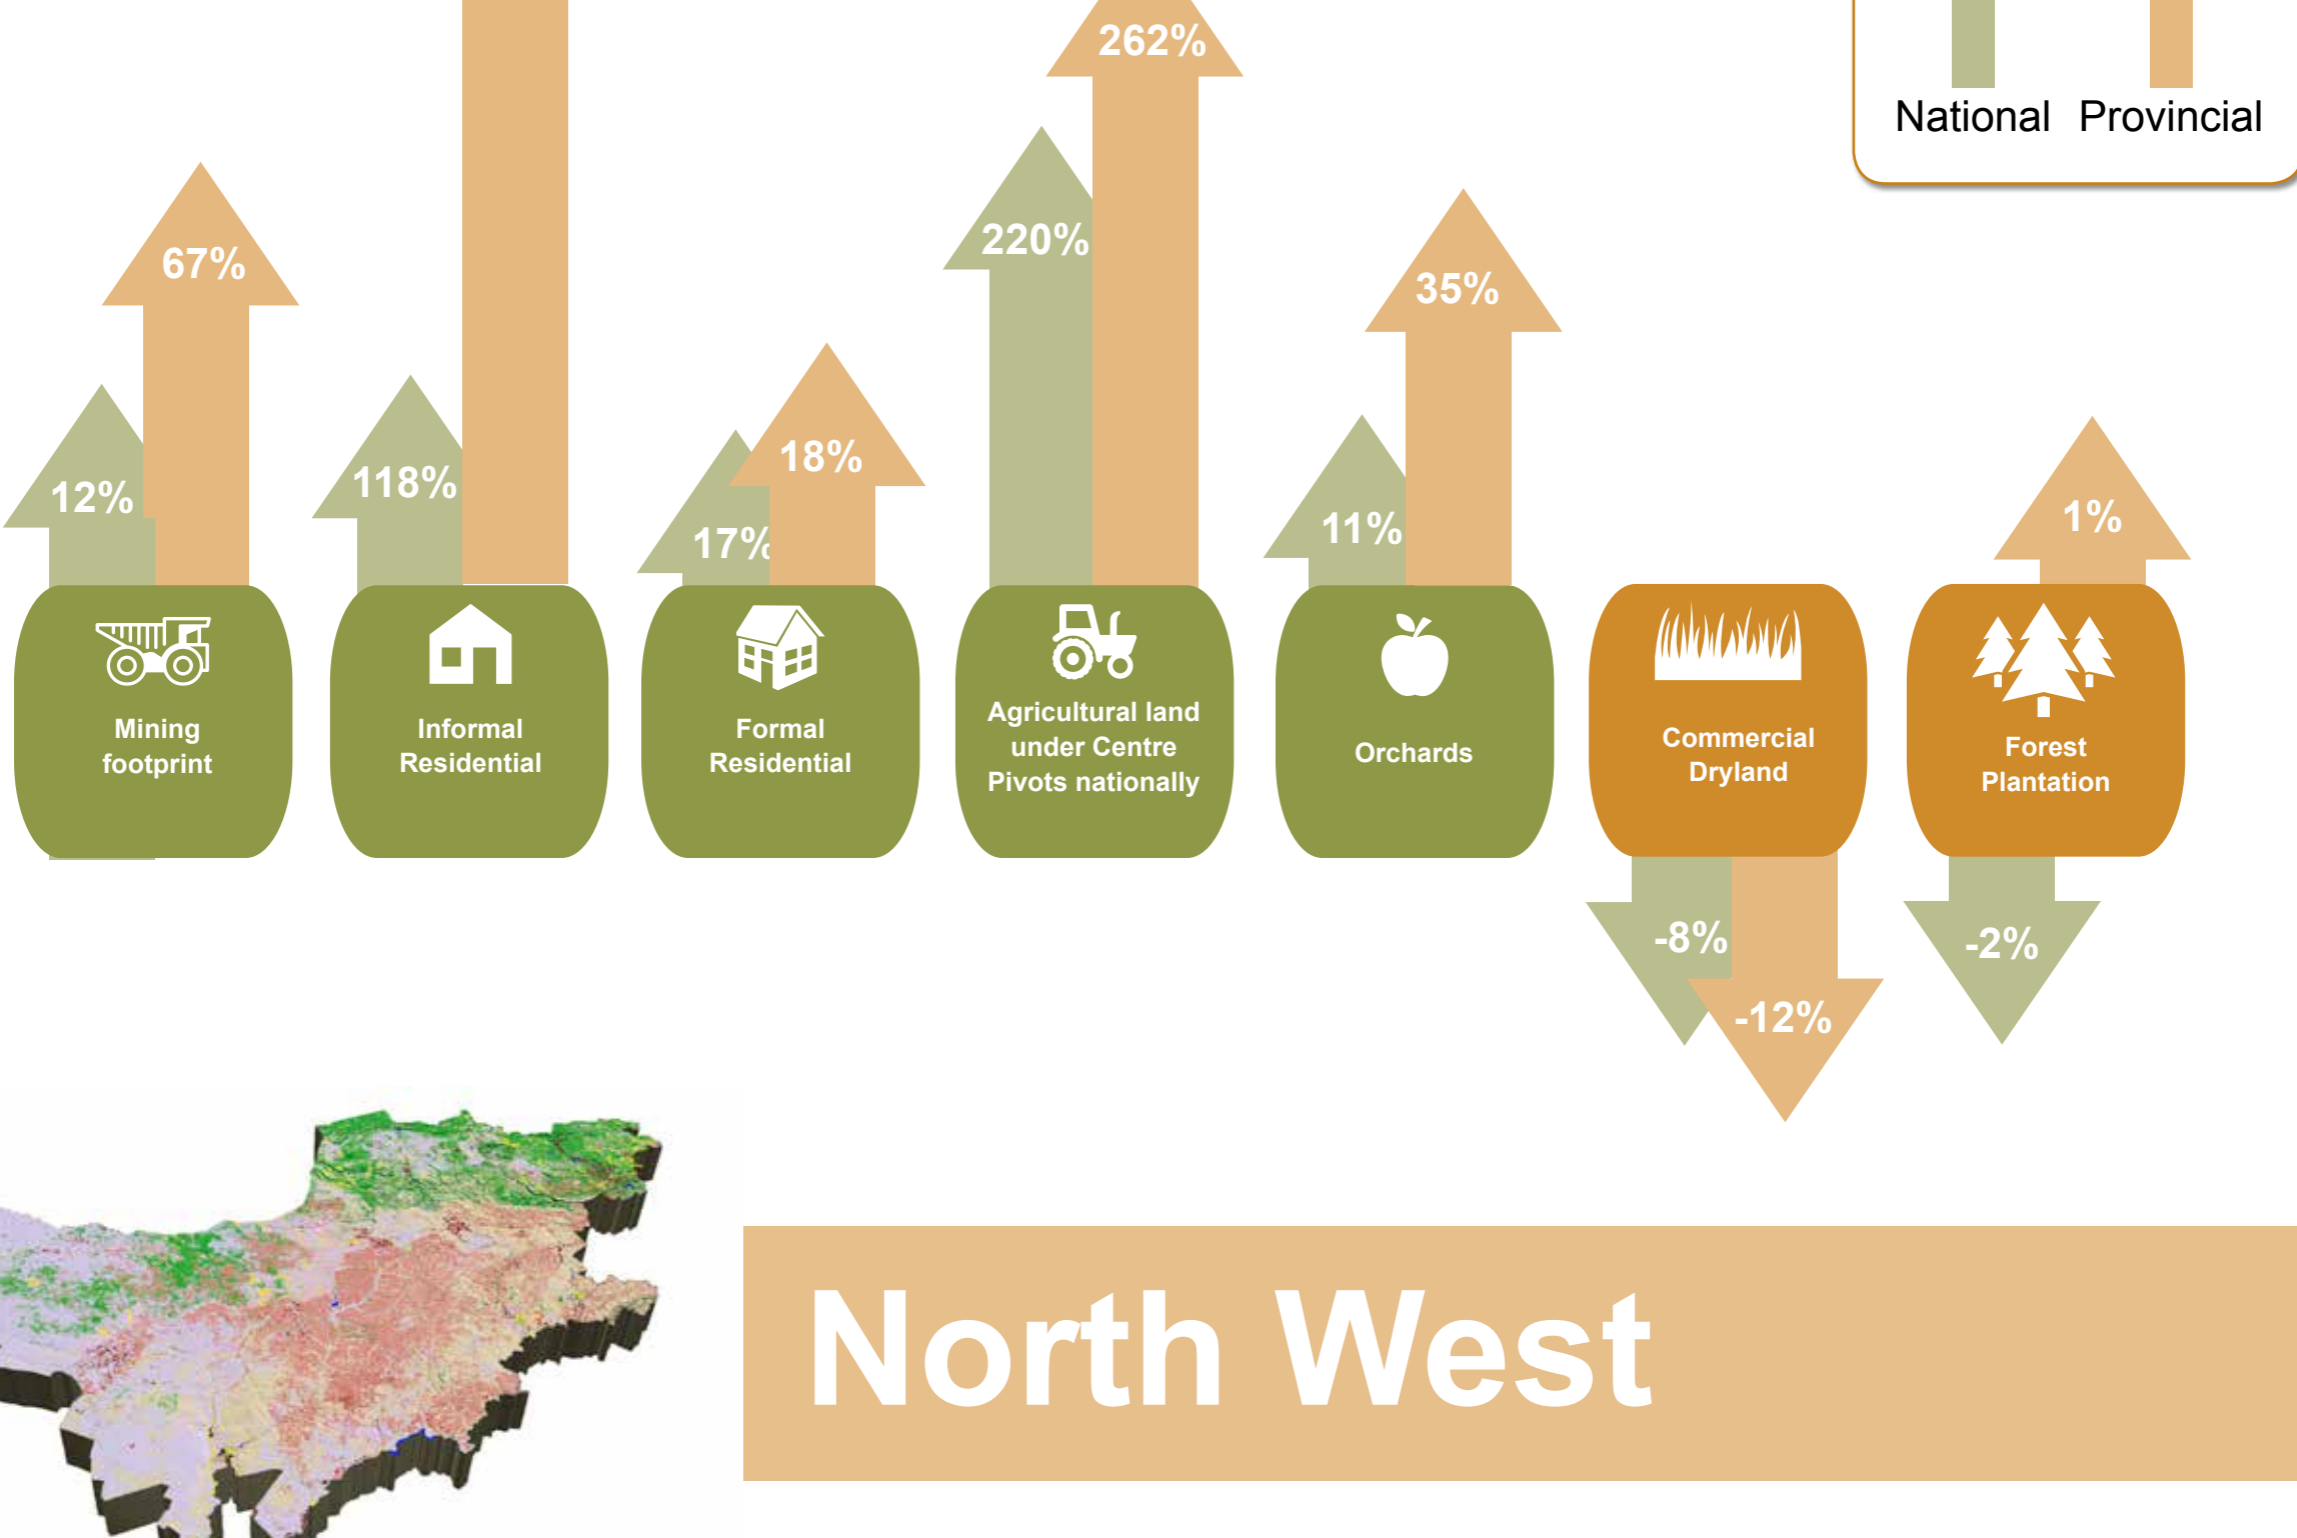 262%
National Provincial
67%
220%
35%
12%
118%
17%
18%
11%
1%
Mining
footprint
Informal
Residential
Formal
Residential
Agricultural land
under Centre
Pivots nationally
Orchards
Commercial
Dryland
Forest
Plantation
-8%
-12%
-2%
North West